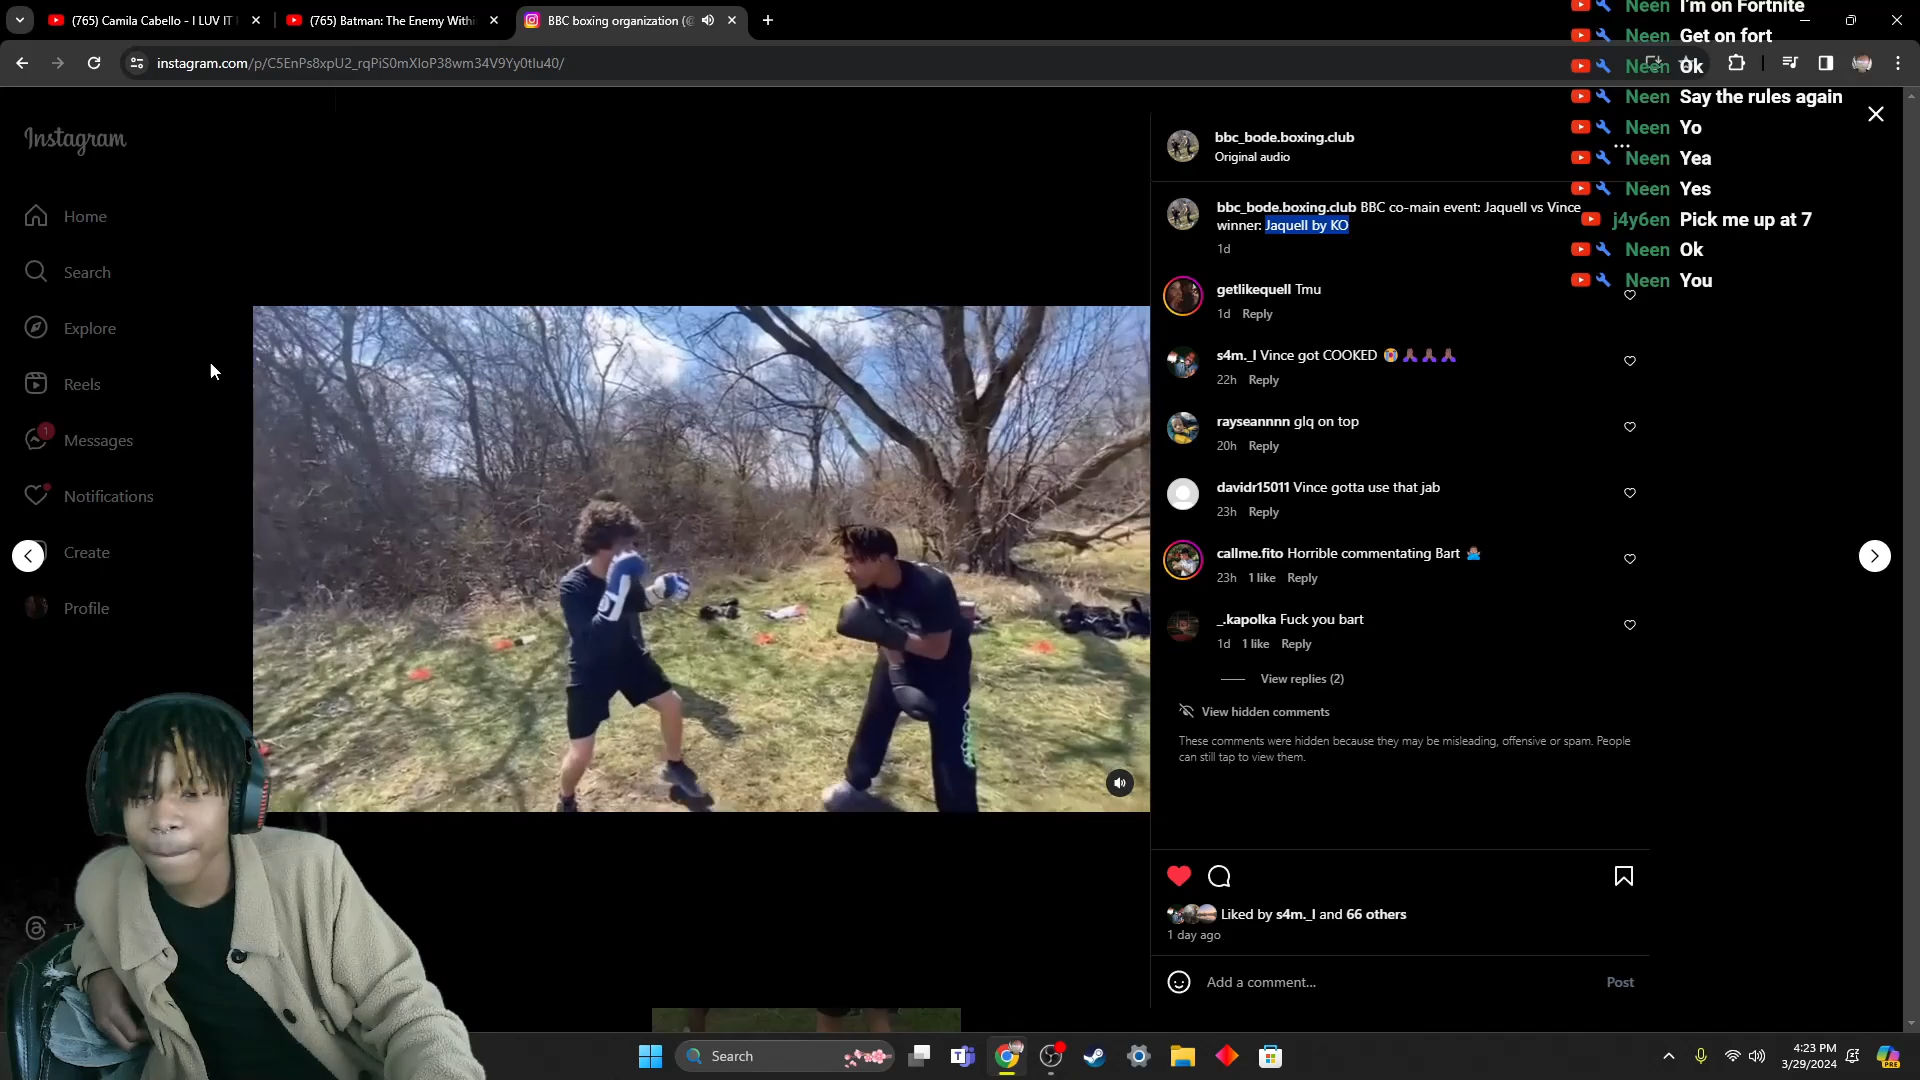 (765) Camila Cabello - I LUV IT
(765) Batman: The Enemy Withi
BBC boxing organization (@
instagram.com/p/C5EnPs8xpU2_rqPiS0mXIoP38wm34V9Yy0tIu40/
Neen I'm on Fortnite
Neen Get on fort
Neen Ok
Neen Say the rules again
Neen Yo
Neen Yea
Neen Yes
j4y6en Pick me up at 7
Neen Ok
Neen You
Instagram
Home
Search
Explore
Reels
1
Messages
Notifications
Create
Profile
bbc_bode.boxing.club
Original audio
bbc_bode.boxing.club BBC co-main event: Jaquell vs Vince
winner: Jaquell by KO
1d
getlikequell Tmu
1d Reply
s4m._l Vince got COOKED 😭🙏🏾🙏🏾🙏🏾
22h Reply
rayseannnn glq on top
20h Reply
davidr15011 Vince gotta use that jab
23h Reply
callme.fito Horrible commentating Bart 🤷🏽‍♂️
23h 1 like Reply
_.kapolka Fuck you bart
1d 1 like Reply
View replies (2)
View hidden comments
These comments were hidden because they may be misleading, offensive or spam. People
can still tap to view them.
Liked by s4m._l and 66 others
1 day ago
Add a comment...
Post
Search
4:23 PM
3/29/2024
PRE